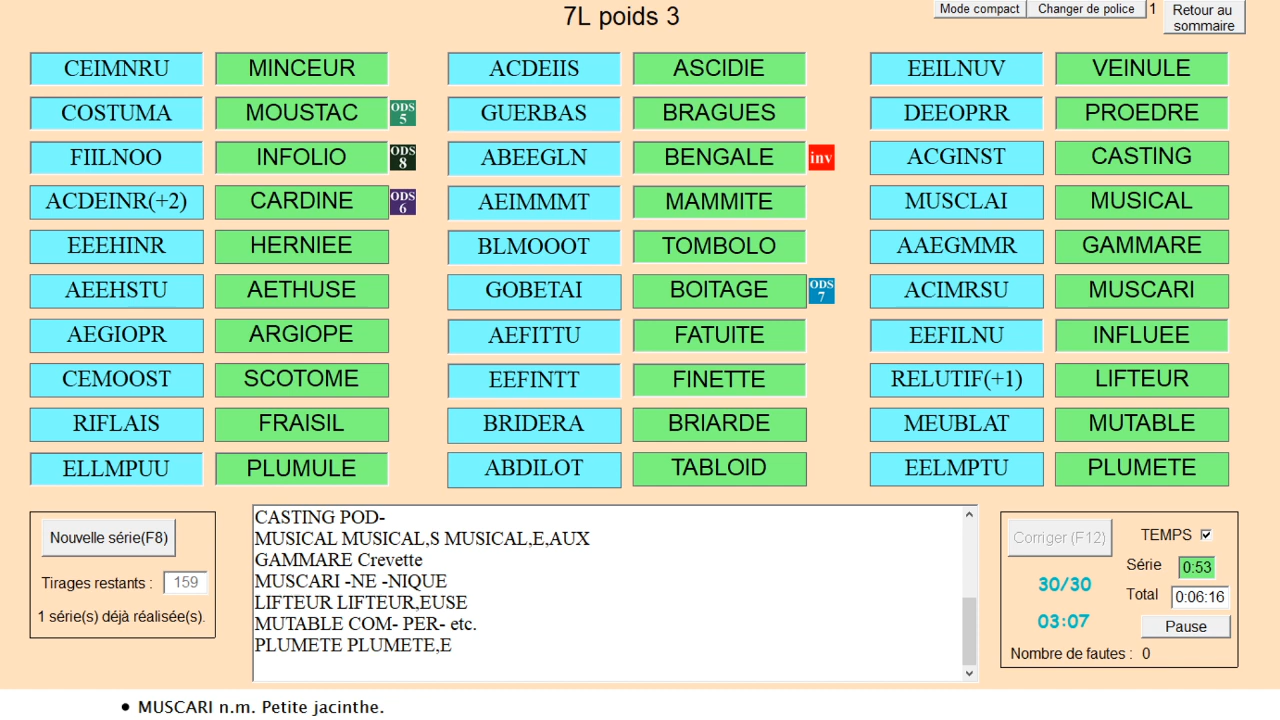 7L poids 3
Mode compact Changer de police 1 Retour au sommaire
CEIMNRU MINCEUR ACDEIIS ASCIDIE EEILNUV VEINULE
COSTUMA MOUSTAC ODS 5 GUERBAS BRAGUES DEEOPRR PROEDRE
FIILNOO INFOLIO ODS 8 ABEEGLN BENGALE inv ACGINST CASTING
ACDEINR(+2) CARDINE ODS 6 AEIMMMT MAMMITE MUSCLAI MUSICAL
EEEHINR HERNIEE BLMOOOT TOMBOLO AAEGMMR GAMMARE
AEEHSTU AETHUSE GOBETAI BOITAGE ODS 7 ACIMRSU MUSCARI
AEGIOPR ARGIOPE AEFITTU FATUITE EEFILNU INFLUEE
CEMOOST SCOTOME EEFINTT FINETTE RELUTIF(+1) LIFTEUR
RIFLAIS FRAISIL BRIDERA BRIARDE MEUBLAT MUTABLE
ELLMPUU PLUMULE ABDILOT TABLOID EELMPTU PLUMETE
Nouvelle série(F8)
Tirages restants : 159
1 série(s) déjà réalisée(s).
CASTING POD-
MUSICAL MUSICAL,S MUSICAL,E,AUX
GAMMARE Crevette
MUSCARI -NE -NIQUE
LIFTEUR LIFTEUR,EUSE
MUTABLE COM- PER- etc.
PLUMETE PLUMETE,E
Corriger (F12) TEMPS
Série 0:53
30/30
Total 0:06:16
03:07
Pause
Nombre de fautes : 0
• MUSCARI n.m. Petite jacinthe.